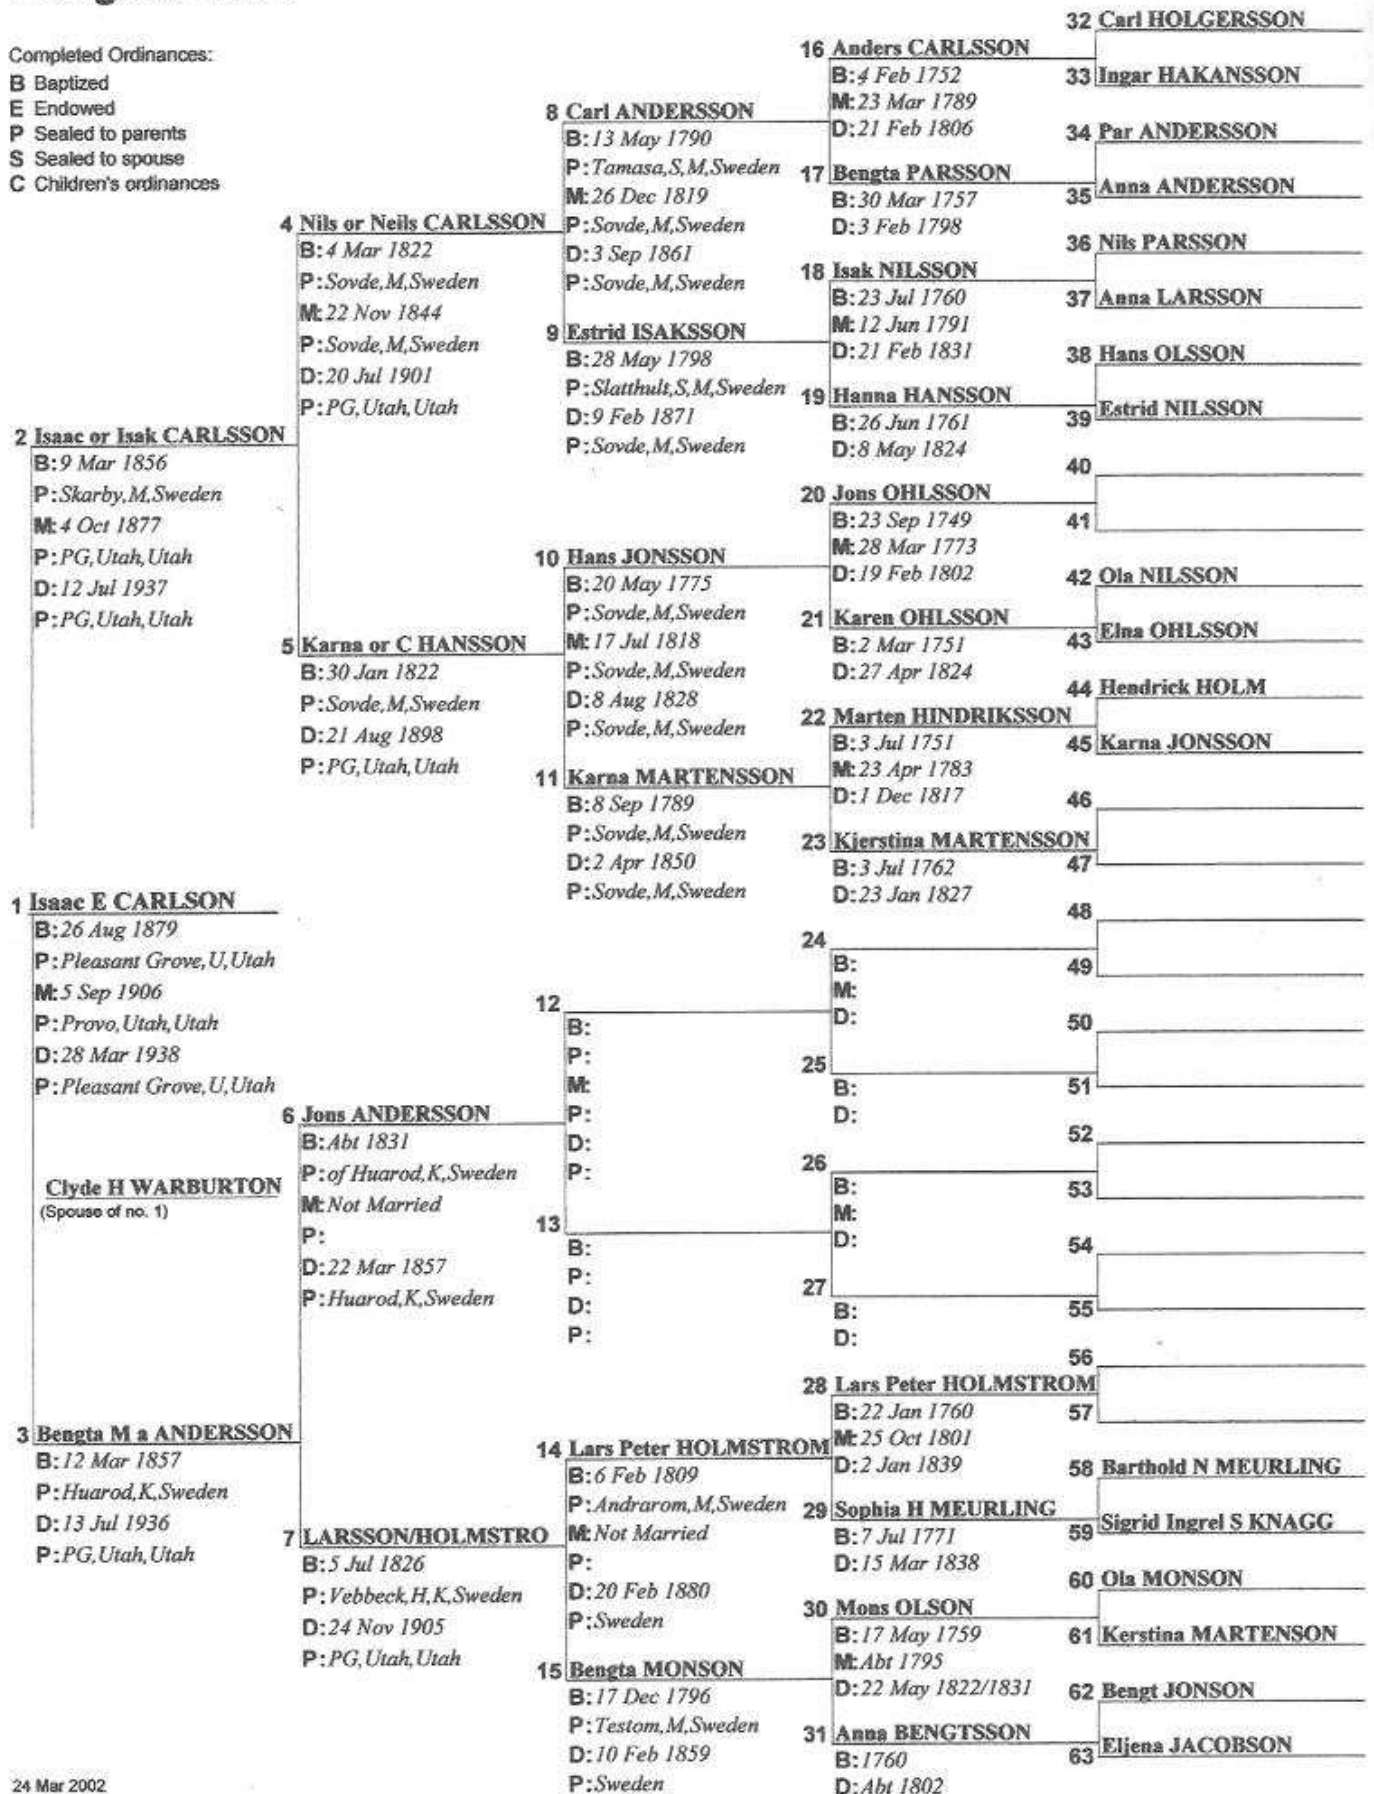 Completed Ordinances:
B Baptized
E Endowed
P Sealed to parents
S Sealed to spouse
C Children's ordinances
2 Isaac or Isak CARLSSON
B: 9 Mar 1856
P: Skarby,M,Sweden
M: 4 Oct 1877
P: PG,Utah,Utah
D: 12 Jul 1937
P: PG,Utah,Utah
1 Isaac E CARLSON
B: 26 Aug 1879
P: Pleasant Grove,U,Utah
M: 5 Sep 1906
P: Provo,Utah,Utah
D: 28 Mar 1938
P: Pleasant Grove,U,Utah
Clyde H WARBURTON
(Spouse of no. 1)
3 Bengta M a ANDERSSON
B: 12 Mar 1857
P: Huarod,K,Sweden
D: 13 Jul 1936
P: PG,Utah,Utah
24 Mar 2002
4 Nils or Neils CARLSSON
B: 4 Mar 1822
P: Sovde,M,Sweden
M: 22 Nov 1844
P: Sovde,M,Sweden
D: 20 Jul 1901
P: PG,Utah,Utah
5 Karna or C HANSSON
B: 30 Jan 1822
P: Sovde,M,Sweden
D: 21 Aug 1898
P: PG,Utah,Utah
6 Jons ANDERSSON
B: Abt 1831
P: of Huarod,K,Sweden
M: Not Married
P:
D: 22 Mar 1857
P: Huarod,K,Sweden
7 LARSSON/HOLMSTRO
B: 5 Jul 1826
P: Vebbeck,H,K,Sweden
D: 24 Nov 1905
P: PG,Utah,Utah
8 Carl ANDERSSON
B: 13 May 1790
P: Tamasa,S,M,Sweden
M: 26 Dec 1819
P: Sovde,M,Sweden
D: 3 Sep 1861
P: Sovde,M,Sweden
9 Estrid ISAKSSON
B: 28 May 1798
P: Slatthult,S,M,Sweden
D: 9 Feb 1871
P: Sovde,M,Sweden
10 Hans JONSSON
B: 20 May 1775
P: Sovde,M,Sweden
M: 17 Jul 1818
P: Sovde,M,Sweden
D: 8 Aug 1828
P: Sovde,M,Sweden
11 Karna MARTENSSON
B: 8 Sep 1789
P: Sovde,M,Sweden
D: 2 Apr 1850
P: Sovde,M,Sweden
12
B:
P:
M:
P:
D:
P:
13
B:
P:
D:
P:
14 Lars Peter HOLMSTROM
B: 6 Feb 1809
P: Andrarom,M,Sweden
M: Not Married
P:
D: 20 Feb 1880
P: Sweden
15 Bengta MONSON
B: 17 Dec 1796
P: Testom,M,Sweden
D: 10 Feb 1859
P: Sweden
16 Anders CARLSSON
B: 4 Feb 1752
M: 23 Mar 1789
D: 21 Feb 1806
17 Bengta PARSSON
B: 30 Mar 1757
D: 3 Feb 1798
18 Isak NILSSON
B: 23 Jul 1760
M: 12 Jun 1791
D: 21 Feb 1831
19 Hanna HANSSON
B: 26 Jun 1761
D: 8 May 1824
20 Jons OHLSSON
B: 23 Sep 1749
M: 28 Mar 1773
D: 19 Feb 1802
21 Karen OHLSSON
B: 2 Mar 1751
D: 27 Apr 1824
22 Marten HINDRIKSSON
B: 3 Jul 1751
M: 23 Apr 1783
D: 1 Dec 1817
23 Kjerstina MARTENSSON
B: 3 Jul 1762
D: 23 Jan 1827
24
B:
M:
D:
25
B:
D:
26
B:
M:
D:
27
B:
D:
28 Lars Peter HOLMSTROM
B: 22 Jan 1760
M: 25 Oct 1801
D: 2 Jan 1839
29 Sophia H MEURLING
B: 7 Jul 1771
D: 15 Mar 1838
30 Mons OLSON
B: 17 May 1759
M: Abt 1795
D: 22 May 1822/1831
31 Anna BENGTSSON
B: 1760
D: Abt 1802
32 Carl HOLGERSSON
33 Ingar HAKANSSON
34 Par ANDERSSON
35 Anna ANDERSSON
36 Nils PARSSON
37 Anna LARSSON
38 Hans OLSSON
39 Estrid NILSSON
40
41
42 Ola NILSSON
43 Elna OHLSSON
44 Hendrick HOLM
45 Karna JONSSON
46
47
48
49
50
51
52
53
54
55
56
57
58 Barthold N MEURLING
59 Sigrid Ingrel S KNAGG
60 Ola MONSON
61 Kerstina MARTENSON
62 Bengt JONSON
63 Eljena JACOBSON